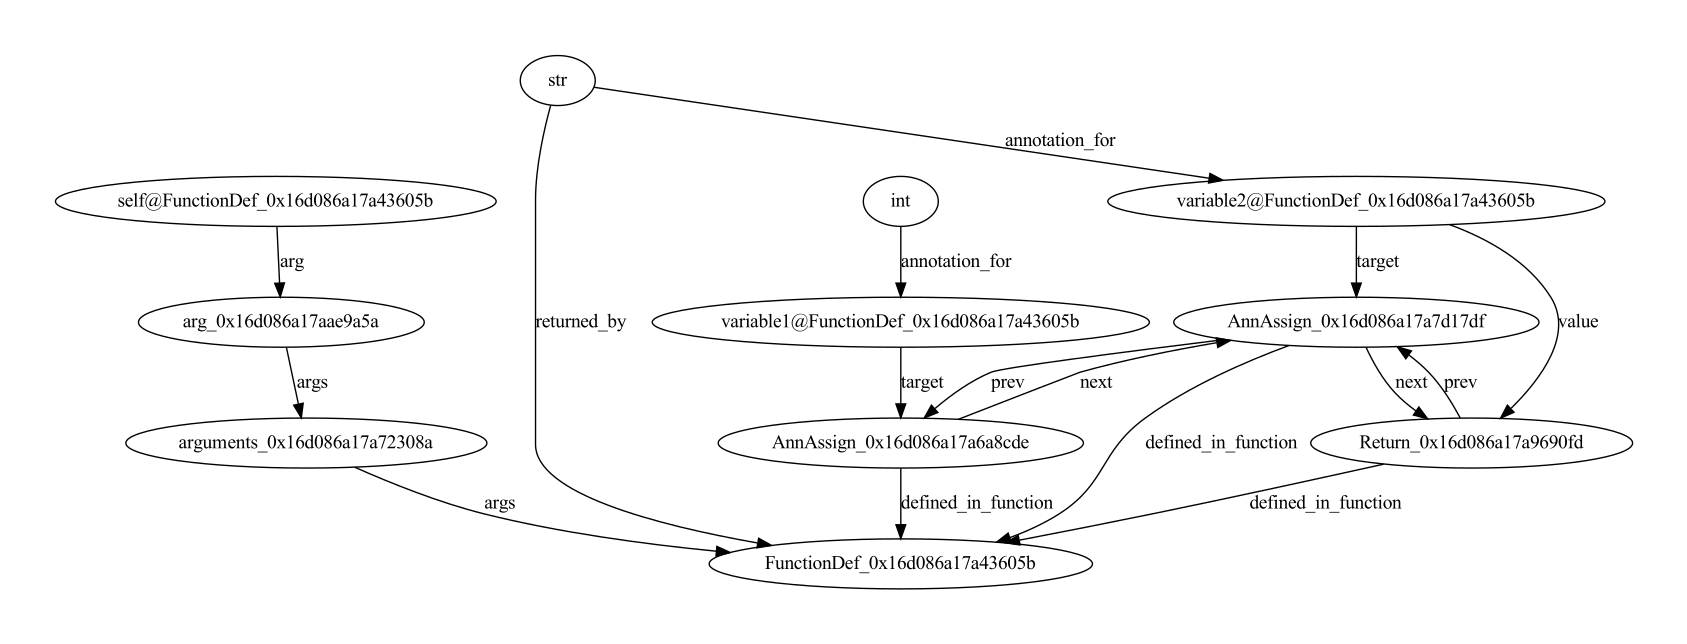 str
annotation_for
self@FunctionDef_0x16d086a17a43605b
int
variable2@FunctionDef_0x16d086a17a43605b
arg
annotation_for
target
arg_0x16d086a17aae9a5a
returned_by
variable1@FunctionDef_0x16d086a17a43605b
AnnAssign_0x16d086a17a7d17df
value
args
target
prev
next
next
prev
arguments_0x16d086a17a72308a
AnnAssign_0x16d086a17a6a8cde
defined_in_function
Return_0x16d086a17a9690fd
args
defined_in_function
defined_in_function
FunctionDef_0x16d086a17a43605b